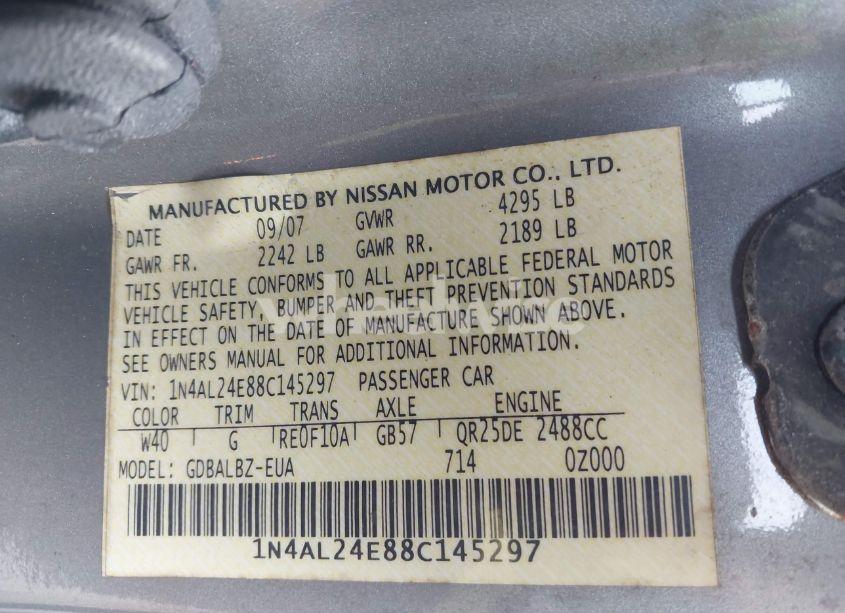 MANUFACTURED BY NISSAN MOTOR CO., LTD.
DATE 09/07 GVWR 4295 LB
GAWR FR. 2242 LB GAWR RR. 2189 LB
THIS VEHICLE CONFORMS TO ALL APPLICABLE FEDERAL MOTOR
VEHICLE SAFETY, BUMPER AND THEFT PREVENTION STANDARDS
IN EFFECT ON THE DATE OF MANUFACTURE SHOWN ABOVE.
SEE OWNERS MANUAL FOR ADDITIONAL INFORMATION.
VIN: 1N4AL24E88C145297 PASSENGER CAR
COLOR TRIM TRANS AXLE ENGINE
W40 G RE0F10A GB57 QR25DE 2488CC
MODEL: GDBALBZ-EUA 714 0Z000
1N4AL24E88C145297